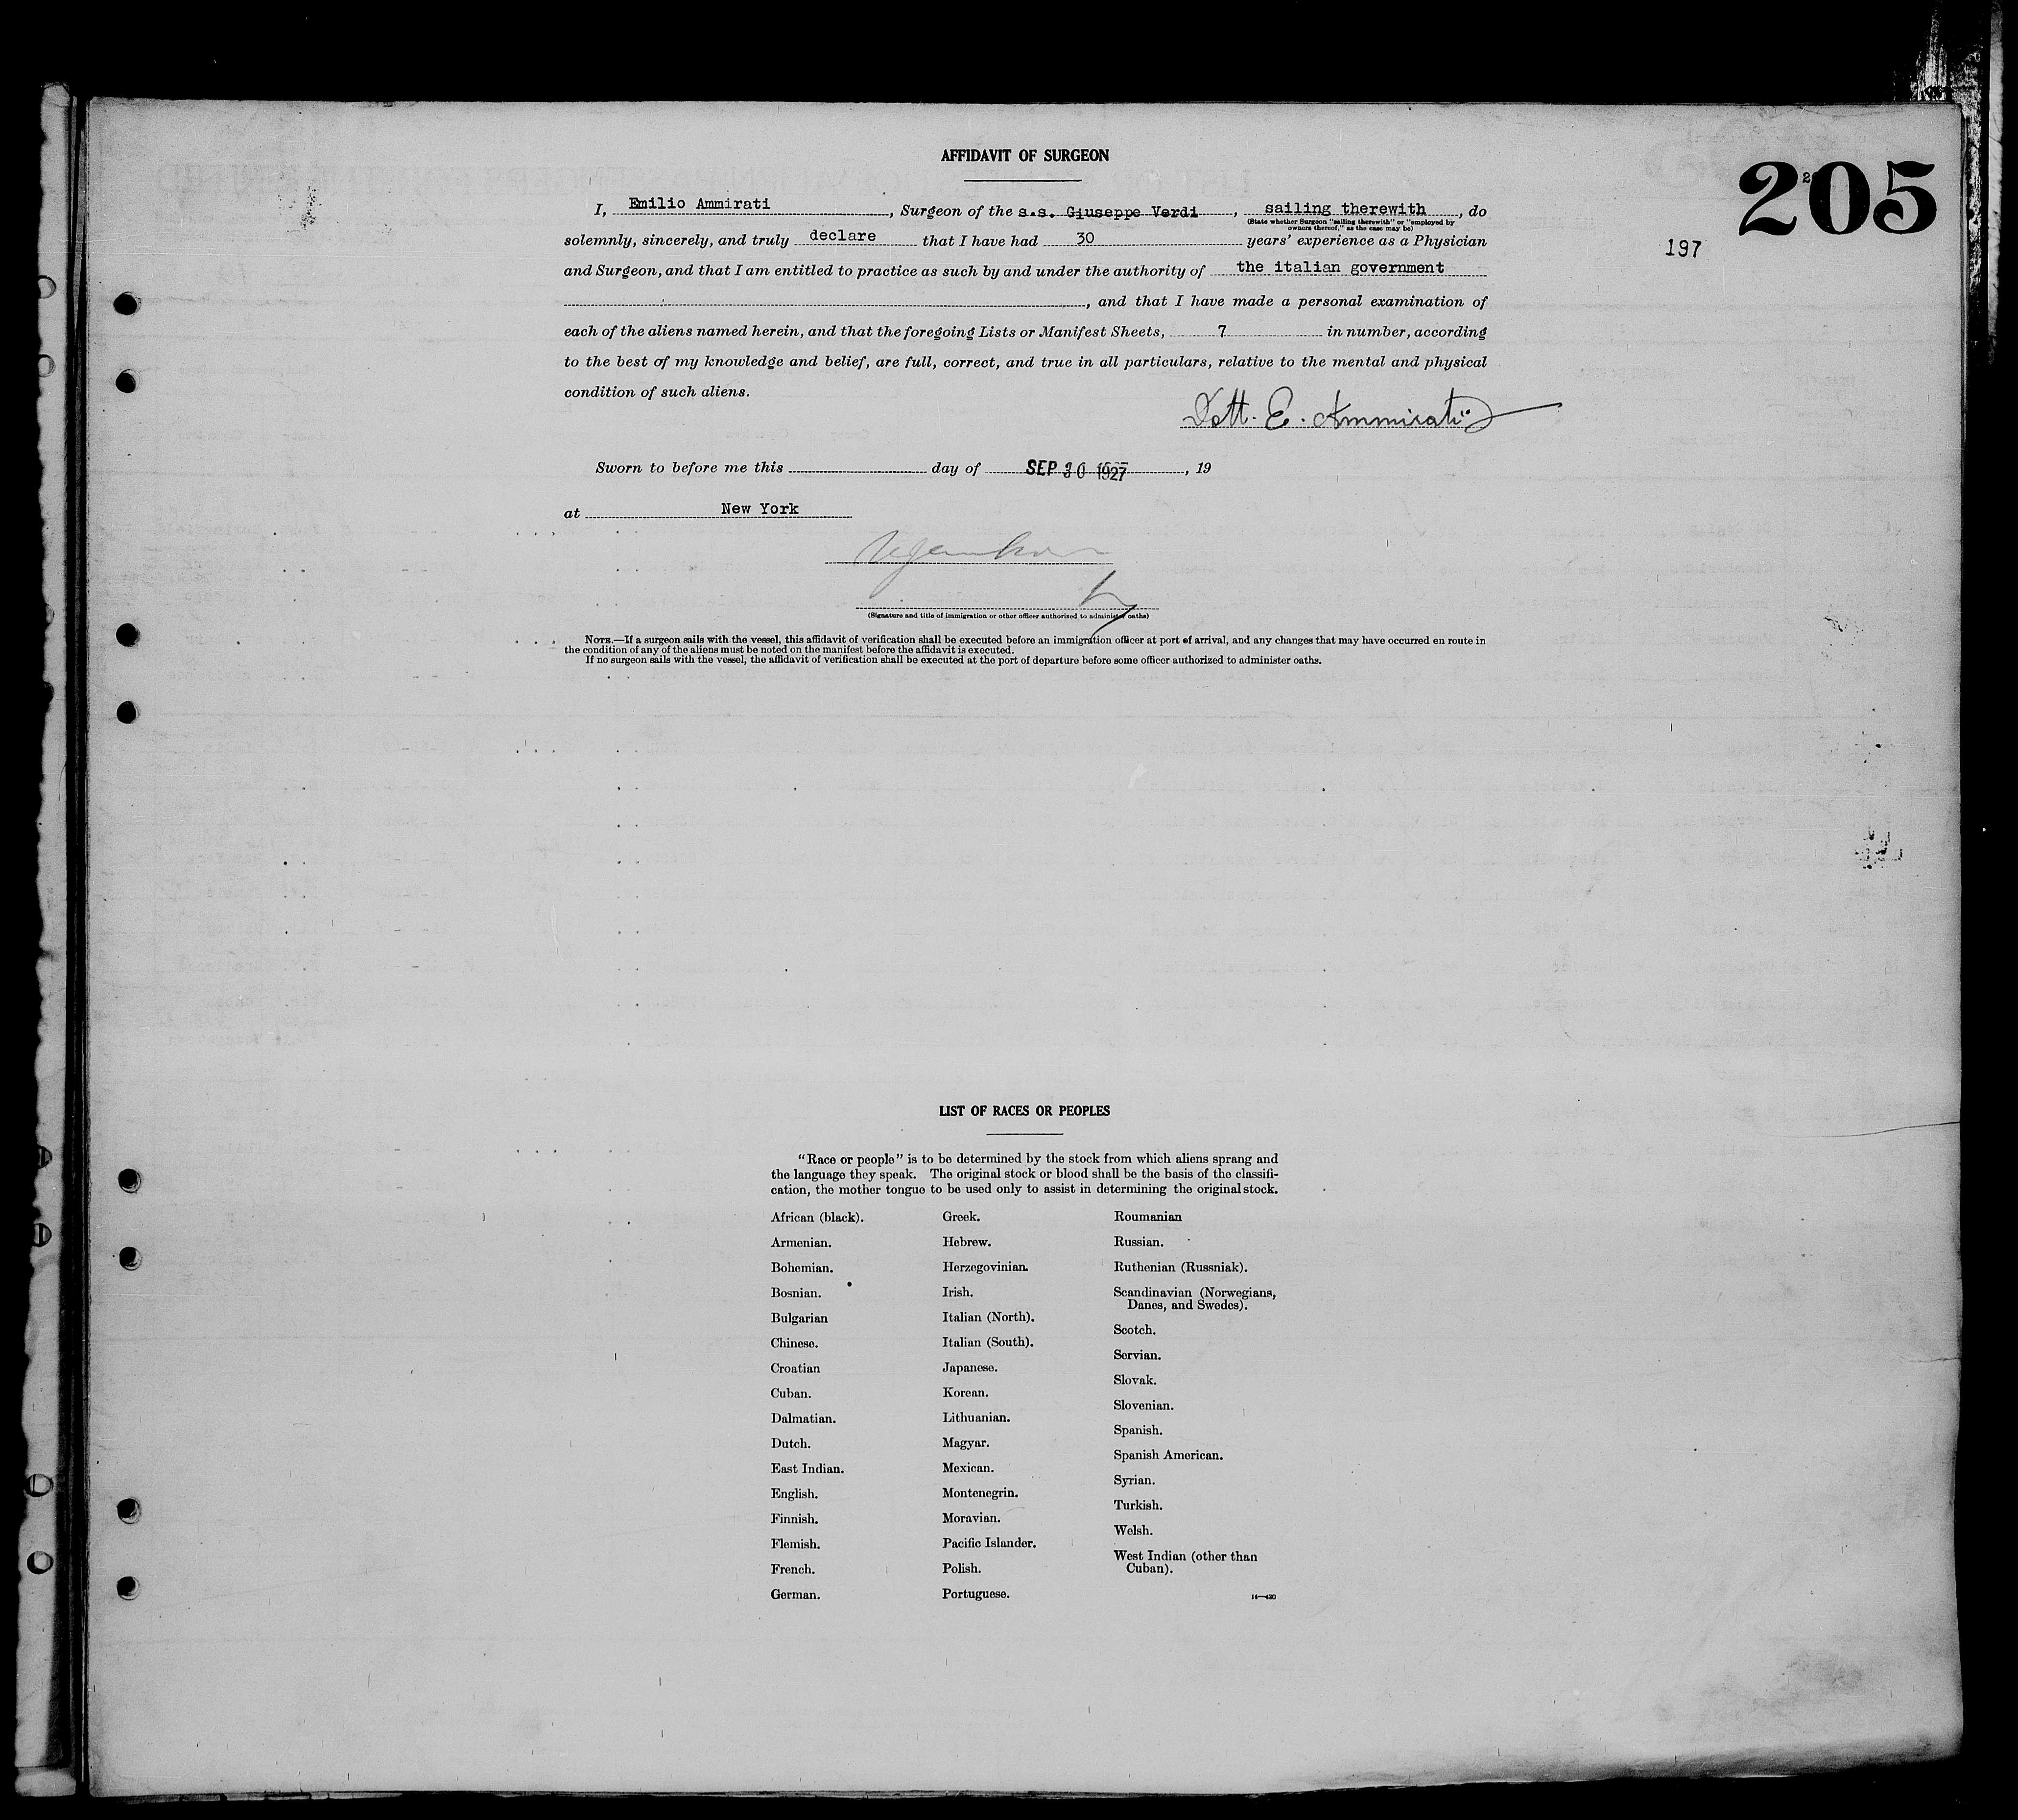 205
197
AFFIDAVIT OF SURGEON
I, Emilio Ammirati, Surgeon of the s.s. Giuseppe Verdi, sailing therewith, do
(State whether Surgeon "sailing therewith" or "employed by
owners thereof," as the case may be)
solemnly, sincerely, and truly declare that I have had 30 years' experience as a Physician
and Surgeon, and that I am entitled to practice as such by and under the authority of the italian government
, and that I have made a personal examination of
each of the aliens named herein, and that the foregoing Lists or Manifest Sheets, 7 in number, according
to the best of my knowledge and belief, are full, correct, and true in all particulars, relative to the mental and physical
condition of such aliens.
Dott. E. Ammirati
Sworn to before me this day of SEP 30 1927, 19
at New York
(Signature and title of immigration or other officer authorized to administer oaths)
NOTE.—If a surgeon sails with the vessel, this affidavit of verification shall be executed before an immigration officer at port of arrival, and any changes that may have occurred en route in
the condition of any of the aliens must be noted on the manifest before the affidavit is executed.
If no surgeon sails with the vessel, the affidavit of verification shall be executed at the port of departure before some officer authorized to administer oaths.
LIST OF RACES OR PEOPLES
"Race or people" is to be determined by the stock from which aliens sprang and
the language they speak. The original stock or blood shall be the basis of the classifi-
cation, the mother tongue to be used only to assist in determining the original stock.
African (black).
Armenian.
Bohemian.
Bosnian.
Bulgarian
Chinese.
Croatian
Cuban.
Dalmatian.
Dutch.
East Indian.
English.
Finnish.
Flemish.
French.
German.
Greek.
Hebrew.
Herzegovinian.
Irish.
Italian (North).
Italian (South).
Japanese.
Korean.
Lithuanian.
Magyar.
Mexican.
Montenegrin.
Moravian.
Pacific Islander.
Polish.
Portuguese.
Roumanian
Russian.
Ruthenian (Russniak).
Scandinavian (Norwegians,
Danes, and Swedes).
Scotch.
Servian.
Slovak.
Slovenian.
Spanish.
Spanish American.
Syrian.
Turkish.
Welsh.
West Indian (other than
Cuban).